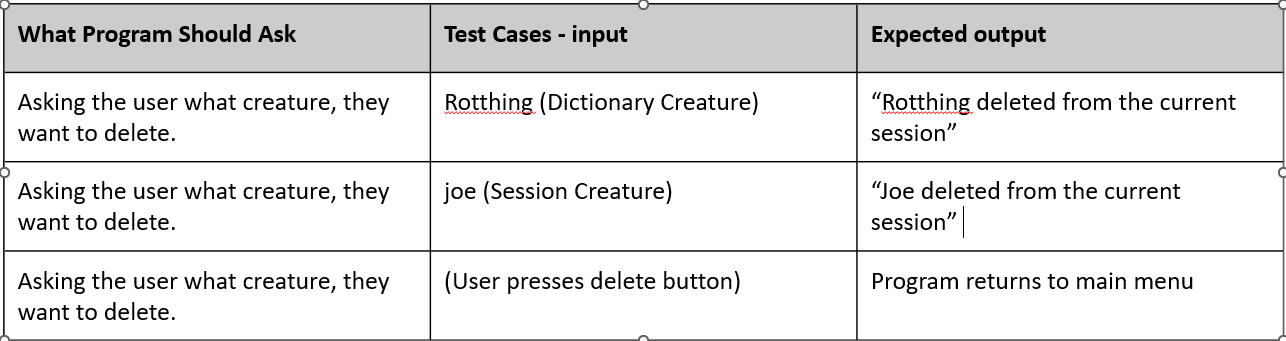 What Program Should Ask
Test Cases - input
Expected output
Asking the user what creature, they
want to delete.
Rotthing (Dictionary Creature)
“Rotthing deleted from the current
session”
Asking the user what creature, they
want to delete.
joe (Session Creature)
“Joe deleted from the current
session”
Asking the user what creature, they
want to delete.
(User presses delete button)
Program returns to main menu